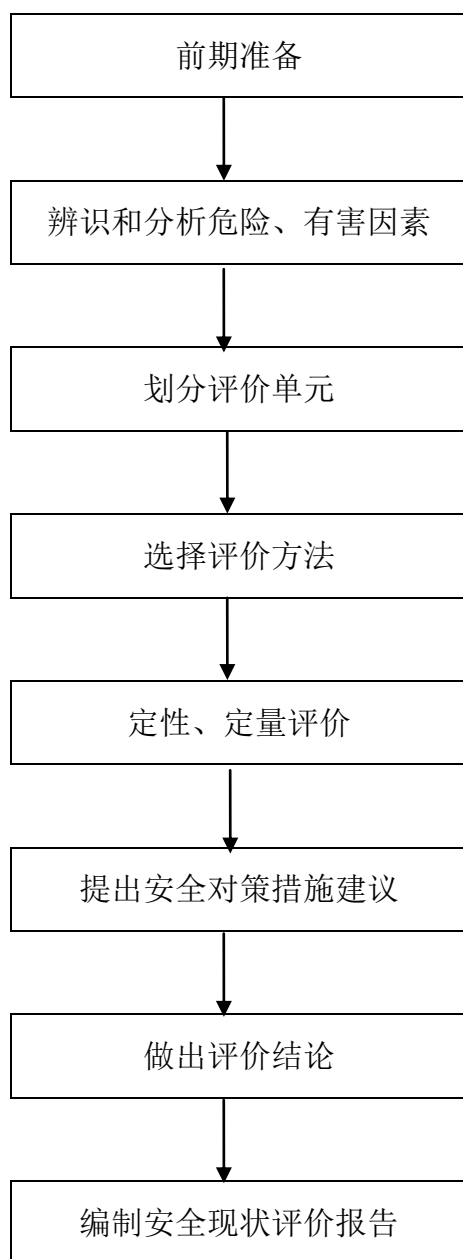 前期准备
辨识和分析危险、有害因素
划分评价单元
选择评价方法
定性、定量评价
提出安全对策措施建议
做出评价结论
编制安全现状评价报告